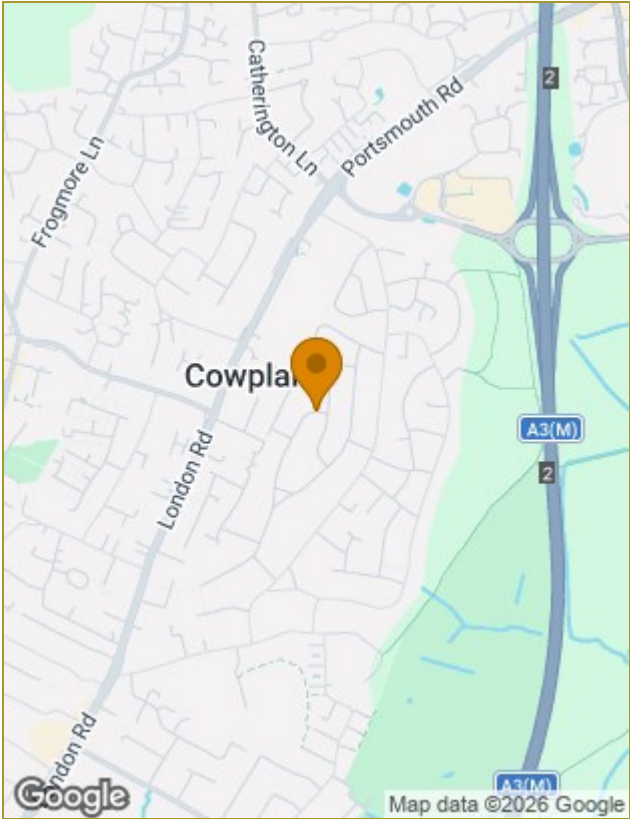 Catherington Ln
2
Portsmouth Rd
Frogmore Ln
Cowplai
A3(M)
2
London Rd
ndon Rd
A3(M)
Google
Map data ©2026 Google